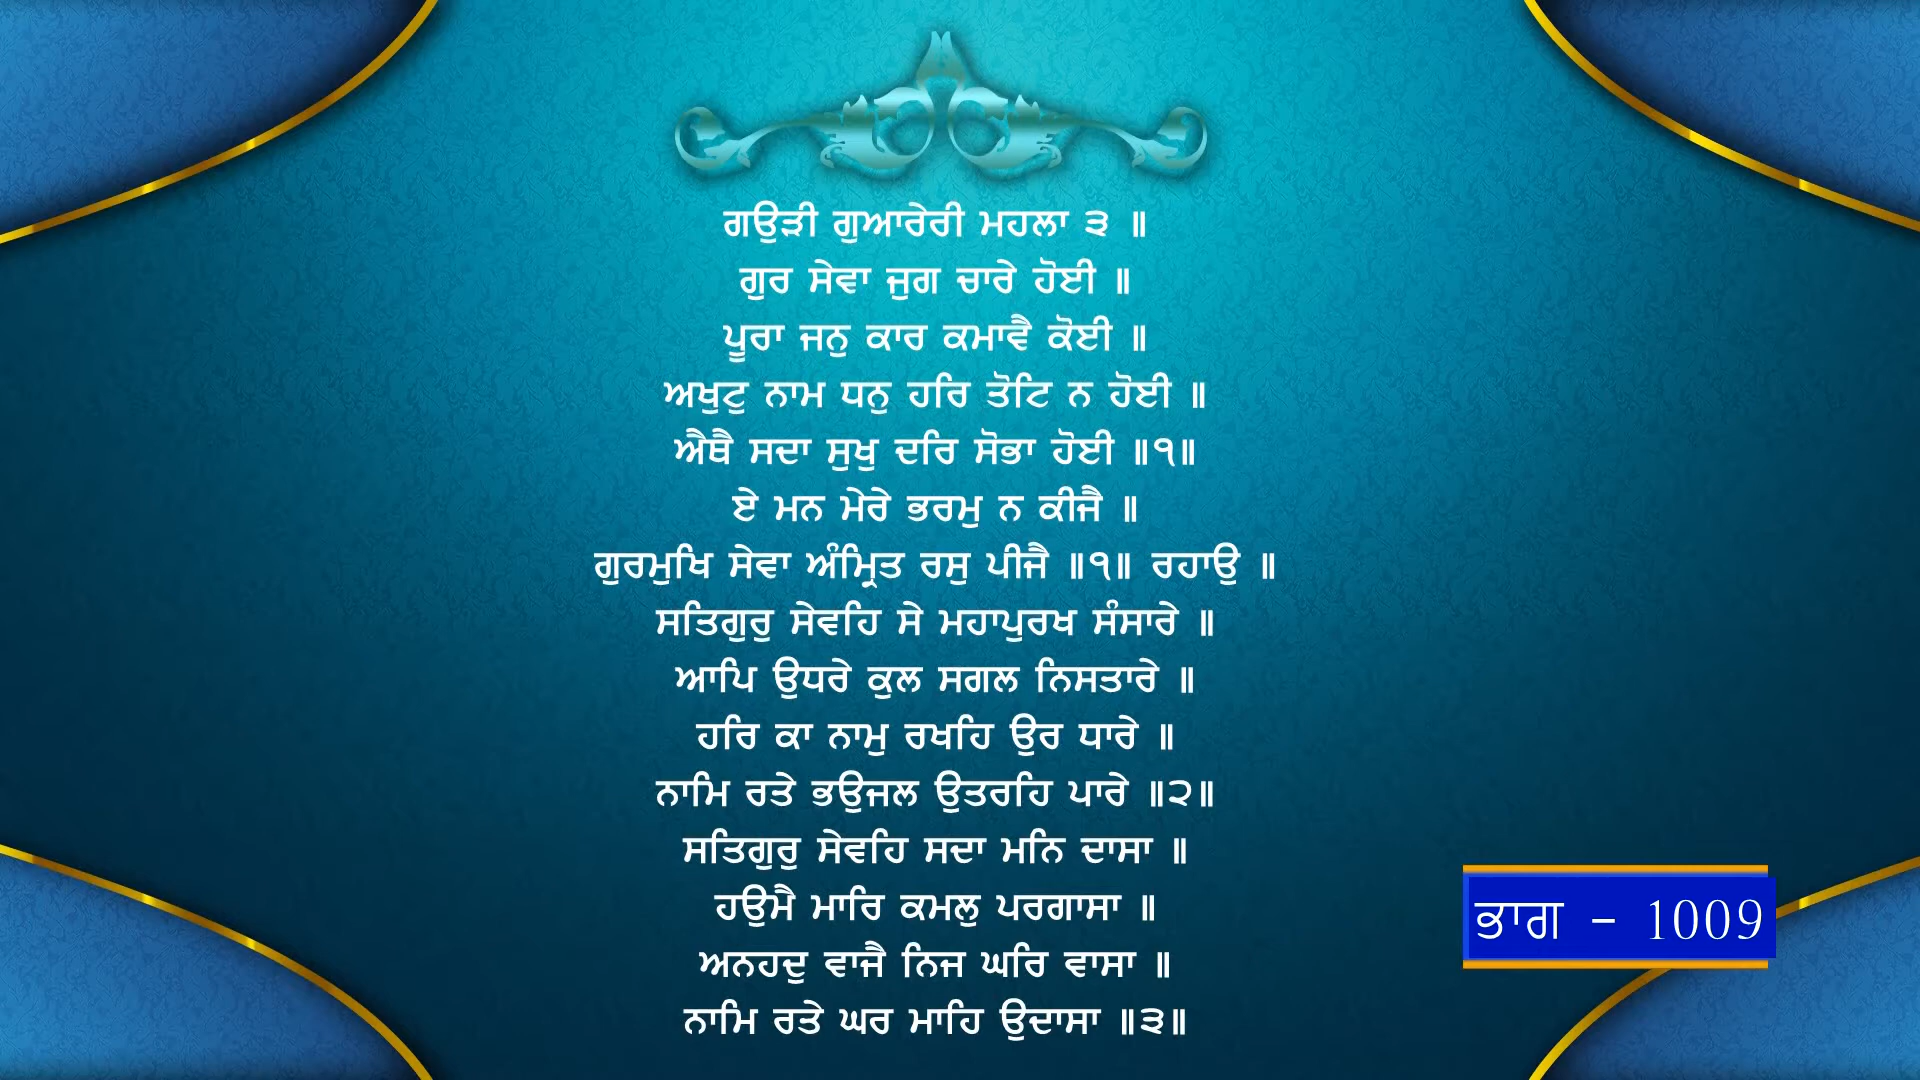 ਗਉੜੀ ਗੁਆਰੇਰੀ ਮਹਲਾ ੩ ॥
ਗੁਰ ਸੇਵਾ ਜੁਗ ਚਾਰੇ ਹੋਈ ॥
ਪੂਰਾ ਜਨੁ ਕਾਰ ਕਮਾਵੈ ਕੋਈ ॥
ਅਖੁਟੁ ਨਾਮ ਧਨੁ ਹਰਿ ਤੋਟਿ ਨ ਹੋਈ ॥
ਐਥੈ ਸਦਾ ਸੁਖੁ ਦਰਿ ਸੋਭਾ ਹੋਈ ॥੧॥
ਏ ਮਨ ਮੇਰੇ ਭਰਮੁ ਨ ਕੀਜੈ ॥
ਗੁਰਮੁਖਿ ਸੇਵਾ ਅੰਮ੍ਰਿਤ ਰਸੁ ਪੀਜੈ ॥੧॥ ਰਹਾਉ ॥
ਸਤਿਗੁਰੁ ਸੇਵਹਿ ਸੇ ਮਹਾਪੁਰਖ ਸੰਸਾਰੇ ॥
ਆਪਿ ਉਧਰੇ ਕੁਲ ਸਗਲ ਨਿਸਤਾਰੇ ॥
ਹਰਿ ਕਾ ਨਾਮੁ ਰਖਹਿ ਉਰ ਧਾਰੇ ॥
ਨਾਮਿ ਰਤੇ ਭਉਜਲ ਉਤਰਹਿ ਪਾਰੇ ॥੨॥
ਸਤਿਗੁਰੁ ਸੇਵਹਿ ਸਦਾ ਮਨਿ ਦਾਸਾ ॥
ਹਉਮੈ ਮਾਰਿ ਕਮਲੁ ਪਰਗਾਸਾ ॥
ਅਨਹਦੁ ਵਾਜੈ ਨਿਜ ਘਰਿ ਵਾਸਾ ॥
ਨਾਮਿ ਰਤੇ ਘਰ ਮਾਹਿ ਉਦਾਸਾ ॥੩॥
ਭਾਗ - 1009